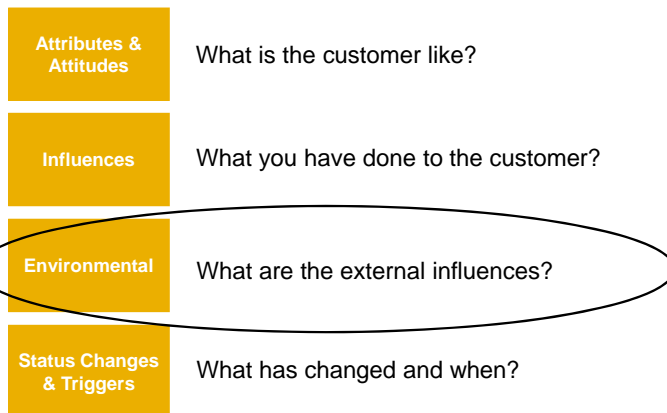 Attributes &
Attitudes
What is the customer like?
Influences
What you have done to the customer?
Environmental
What are the external influences?
Status Changes
& Triggers
What has changed and when?